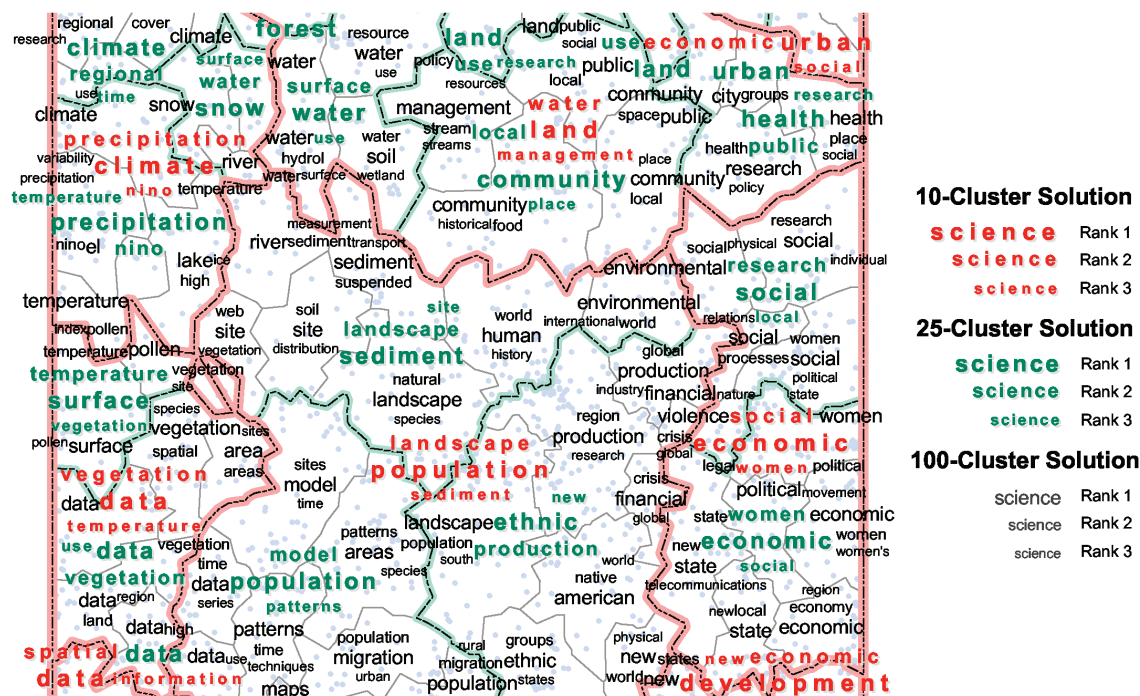 regional cover
research
climate
climate
surface
regional
water
use
time
climate
snow
snow
precipitation
climate
variability
precipitation
nino
temperature
temperature
precipitation
nino
el
nino
river
lake
ice
high
forest
water
resource
water
use
surface
water
water
use
water
soil
wetland
hydrol
water
surface
measurement
river
sediment
transport
sediment
suspended
land
policy
use
research
resources
management
stream
streams
local
land
public
social
use
public
local
land
water
land
management
community
space
public
place
community
local
community
place
community
historical
food
economic
urban
social
urban
city
groups
research
health
health
place
social
health
public
research
policy
research
social
physical
social
individual
environmental
research
social
environmental
international
world
relations
local
social
women
processes
social
political
state
nature
global
production
industry
financial
violence
social
women
crisis
global
economic
legal
women
political
crisis
financial
global
political
movement
state
women
economic
women
women's
new
state
economic
social
telecommunications
region
economy
new
local
state
economic
physical
new
states
world
new
new
economic
development
temperature
index
pollen
temperature
pollen
vegetation
web
site
soil
site
distribution
site
landscape
sediment
world
human
history
natural
landscape
species
temperature
surface
vegetation
vegetation
site
species
vegetation
sites
pollen
surface
spatial
area
areas
vegetation
data
data
temperature
use
data
vegetation
time
vegetation
data
series
data
region
land
data
high
spatial
data
data
use
data
information
sites
model
time
landscape
population
sediment
region
production
research
new
landscape
ethnic
population
south
production
patterns
areas
species
model
population
patterns
world
native
american
patterns
time
techniques
maps
population
migration
urban
rural
migration
population
groups
ethnic
states
10-Cluster Solution
science Rank 1
science Rank 2
science Rank 3
25-Cluster Solution
science Rank 1
science Rank 2
science Rank 3
100-Cluster Solution
science Rank 1
science Rank 2
science Rank 3